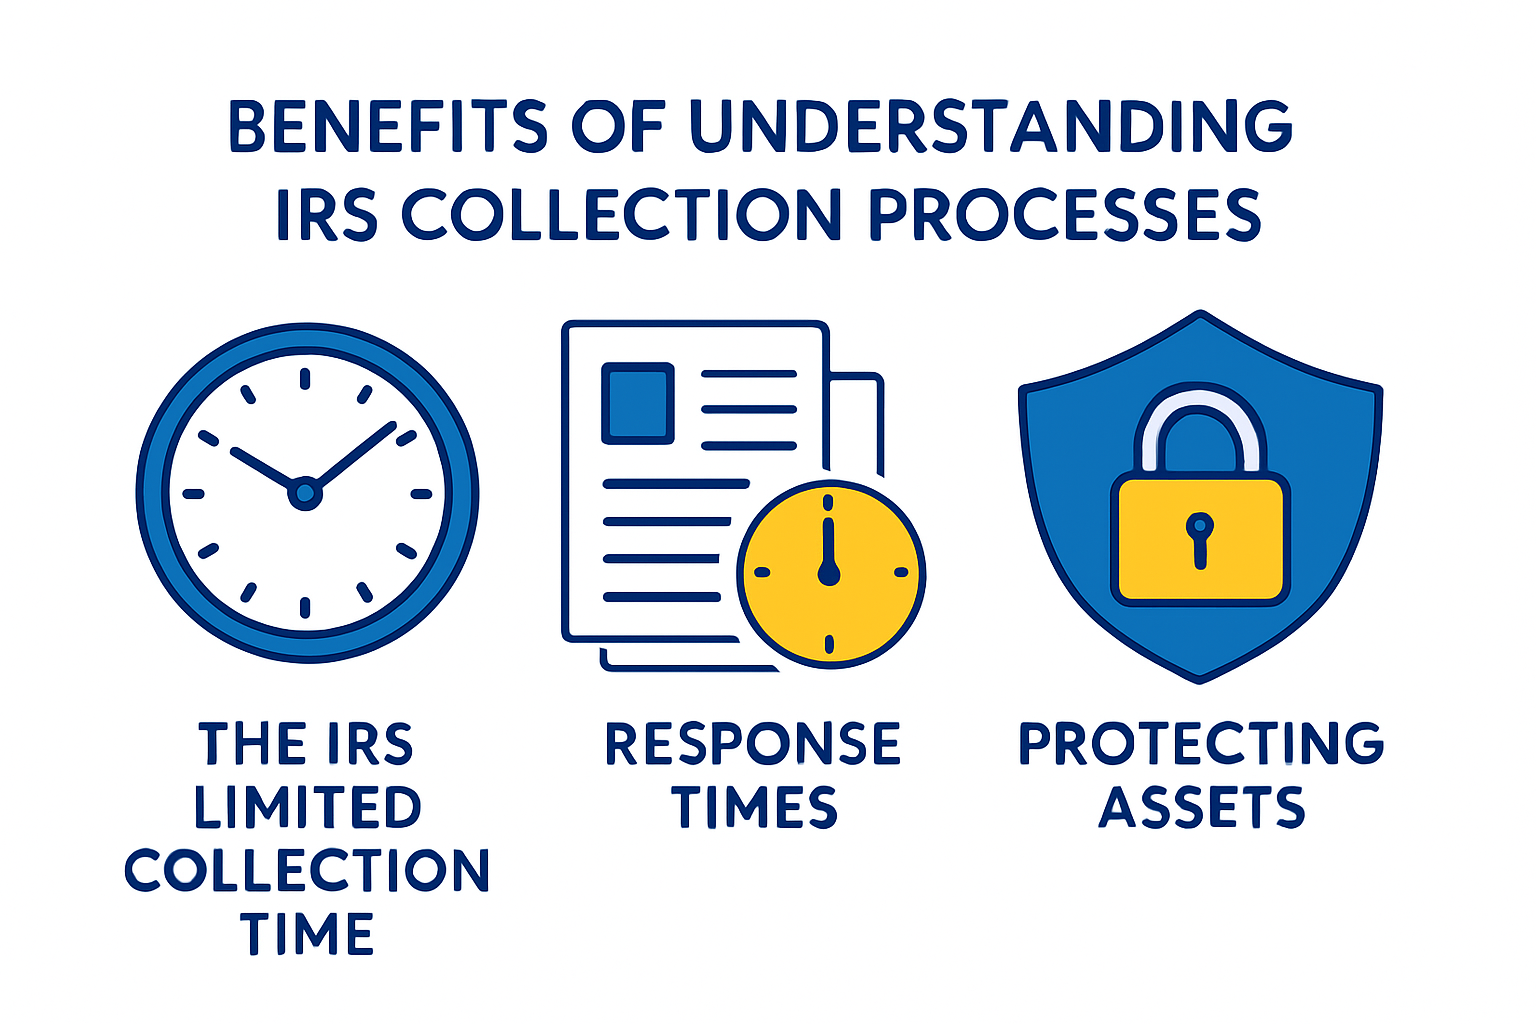 BENEFITS OF UNDERSTANDING
IRS COLLECTION PROCESSES
THE IRS
LIMITED
COLLECTION
TIME
RESPONSE
TIMES
PROTECTING
ASSETS